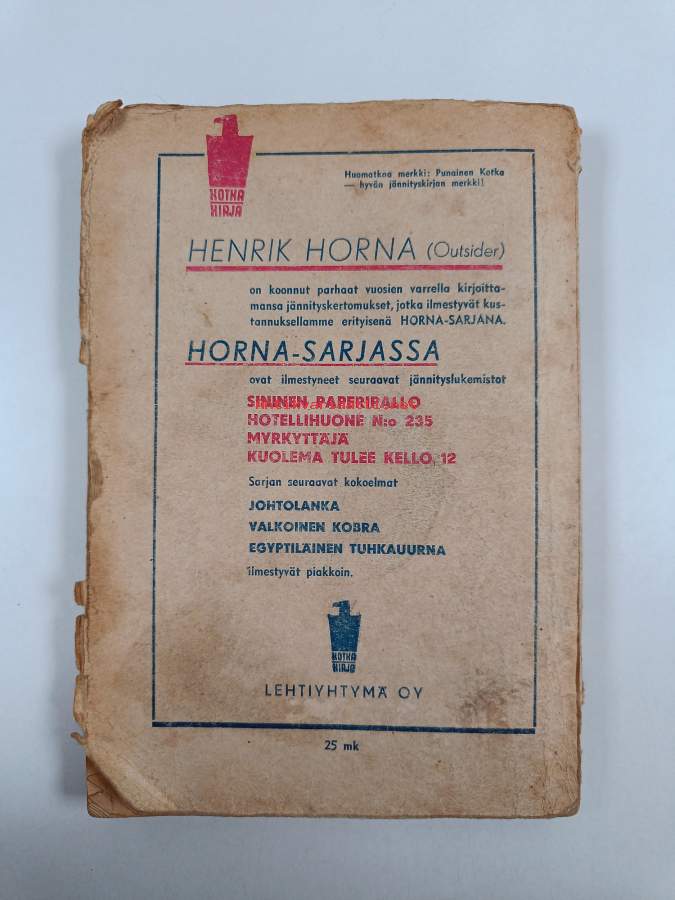 KOTKA
KIRJA
Huomatkaa merkki: Punainen Kotka
— hyvän jännityskirjan merkki!
HENRIK HORNA (Outsider)
on koonnut parhaat vuosien varrella kirjoitta-
mansa jännityskertomukset, jotka ilmestyvät kus-
tannuksellamme erityisenä HORNA-SARJANA.
HORNA-SARJASSA
ovat ilmestyneet seuraavat jännityslukemistot
SININEN PAPERIPALLO
HOTELLIHUONE N:o 235
MYRKYTTÄJÄ
KUOLEMA TULEE KELLO 12
Sarjan seuraavat kokoelmat
JOHTOLANKA
VALKOINEN KOBRA
EGYPTILÄINEN TUHKAUURNA
ilmestyvät piakkoin.
KOTKA
KIRJA
LEHTIYHTYMÄ OY
25 mk